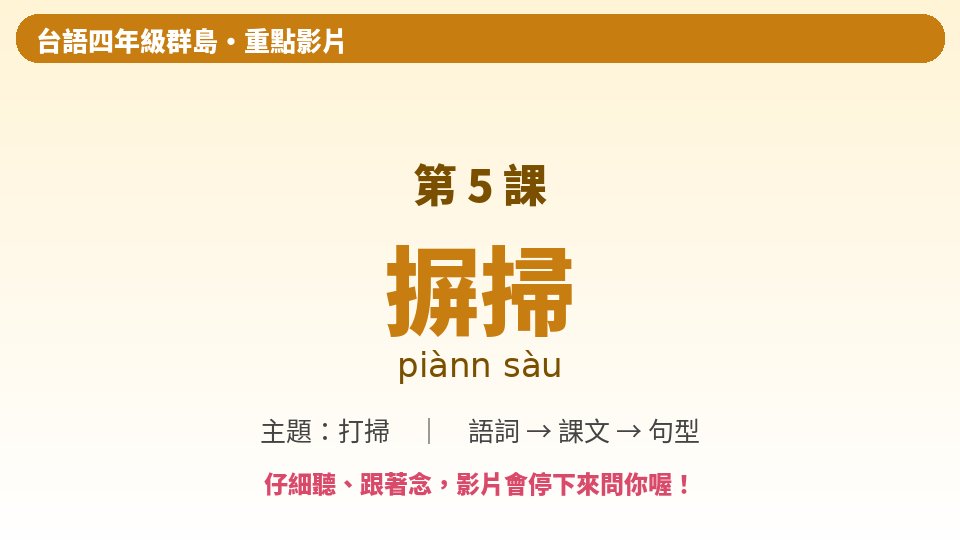 台語四年級群島・重點影片
第 5 課
摒掃
piànn sàu
主題：打掃 ｜ 語詞 → 課文 → 句型
仔細聽、跟著念，影片會停下來問你喔！